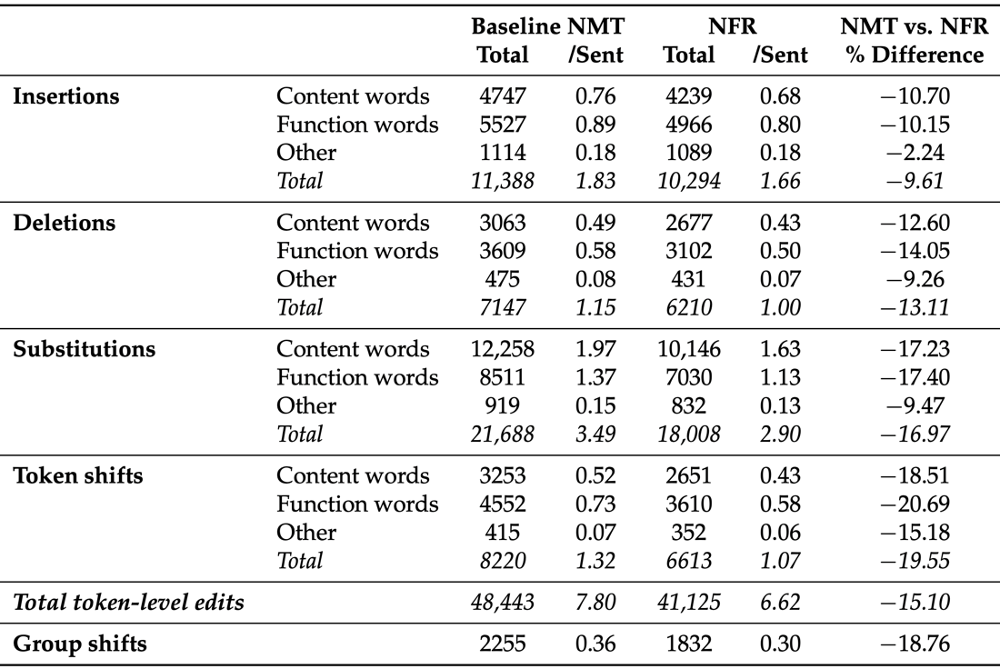 Baseline NMT NFR NMT vs. NFR
Total /Sent Total /Sent % Difference
Insertions Content words 4747 0.76 4239 0.68 −10.70
Function words 5527 0.89 4966 0.80 −10.15
Other 1114 0.18 1089 0.18 −2.24
Total 11,388 1.83 10,294 1.66 −9.61
Deletions Content words 3063 0.49 2677 0.43 −12.60
Function words 3609 0.58 3102 0.50 −14.05
Other 475 0.08 431 0.07 −9.26
Total 7147 1.15 6210 1.00 −13.11
Substitutions Content words 12,258 1.97 10,146 1.63 −17.23
Function words 8511 1.37 7030 1.13 −17.40
Other 919 0.15 832 0.13 −9.47
Total 21,688 3.49 18,008 2.90 −16.97
Token shifts Content words 3253 0.52 2651 0.43 −18.51
Function words 4552 0.73 3610 0.58 −20.69
Other 415 0.07 352 0.06 −15.18
Total 8220 1.32 6613 1.07 −19.55
Total token-level edits 48,443 7.80 41,125 6.62 −15.10
Group shifts 2255 0.36 1832 0.30 −18.76